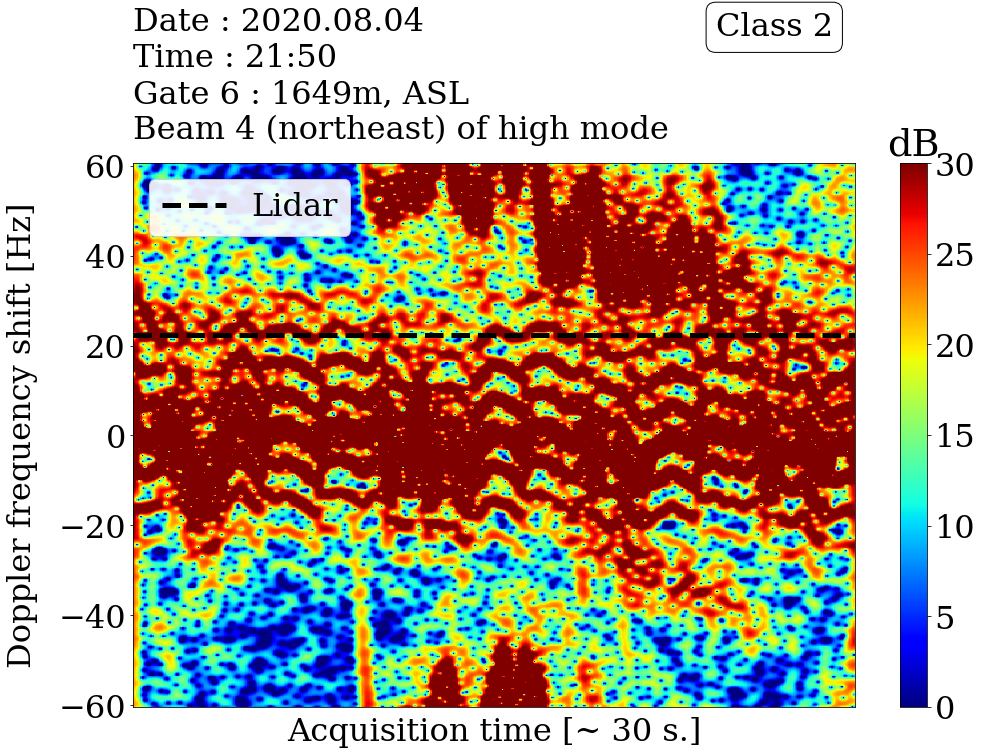 Date : 2020.08.04
Time : 21:50
Gate 6 : 1649m, ASL
Beam 4 (northeast) of high mode
Class 2
dB
Lidar
Doppler frequency shift [Hz]
60
40
20
0
−20
−40
−60
Acquisition time [~ 30 s.]
30
25
20
15
10
5
0